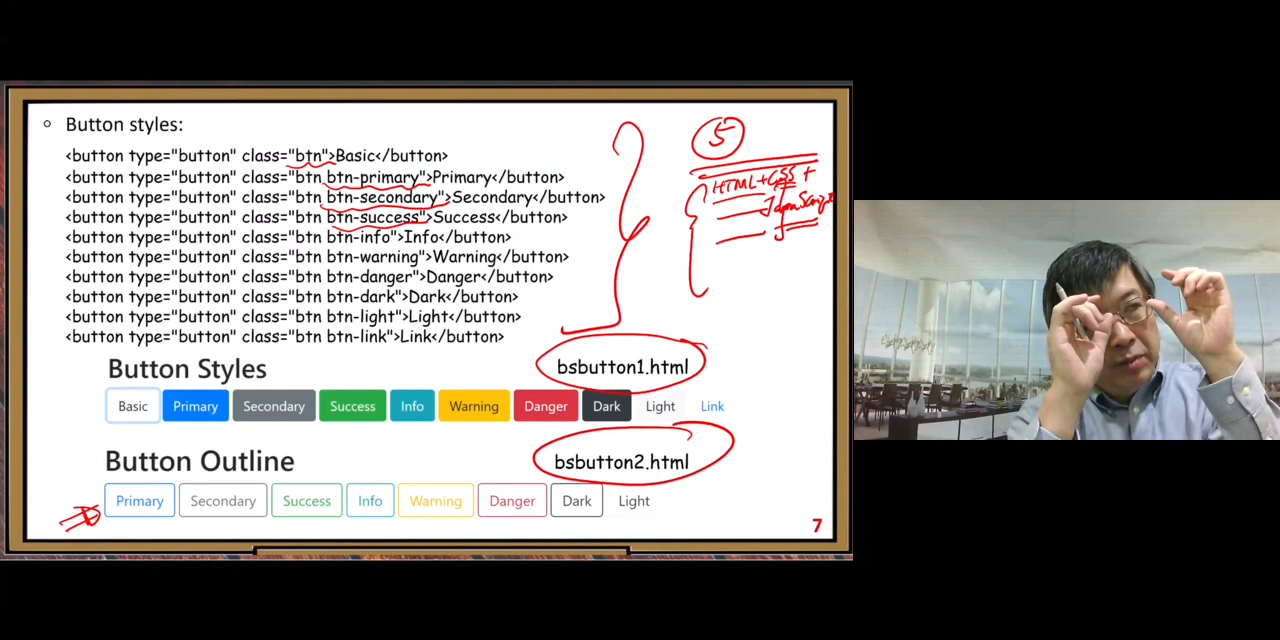 ○ Button styles:
<button type="button" class="btn">Basic</button>
<button type="button" class="btn btn-primary">Primary</button>
<button type="button" class="btn btn-secondary">Secondary</button>
<button type="button" class="btn btn-success">Success</button>
<button type="button" class="btn btn-info">Info</button>
<button type="button" class="btn btn-warning">Warning</button>
<button type="button" class="btn btn-danger">Danger</button>
<button type="button" class="btn btn-dark">Dark</button>
<button type="button" class="btn btn-light">Light</button>
<button type="button" class="btn btn-link">Link</button>
5
HTML+CSS+
JavaScript
Button Styles
bsbutton1.html
Basic Primary Secondary Success Info Warning Danger Dark Light Link
Button Outline
bsbutton2.html
Primary Secondary Success Info Warning Danger Dark Light
7